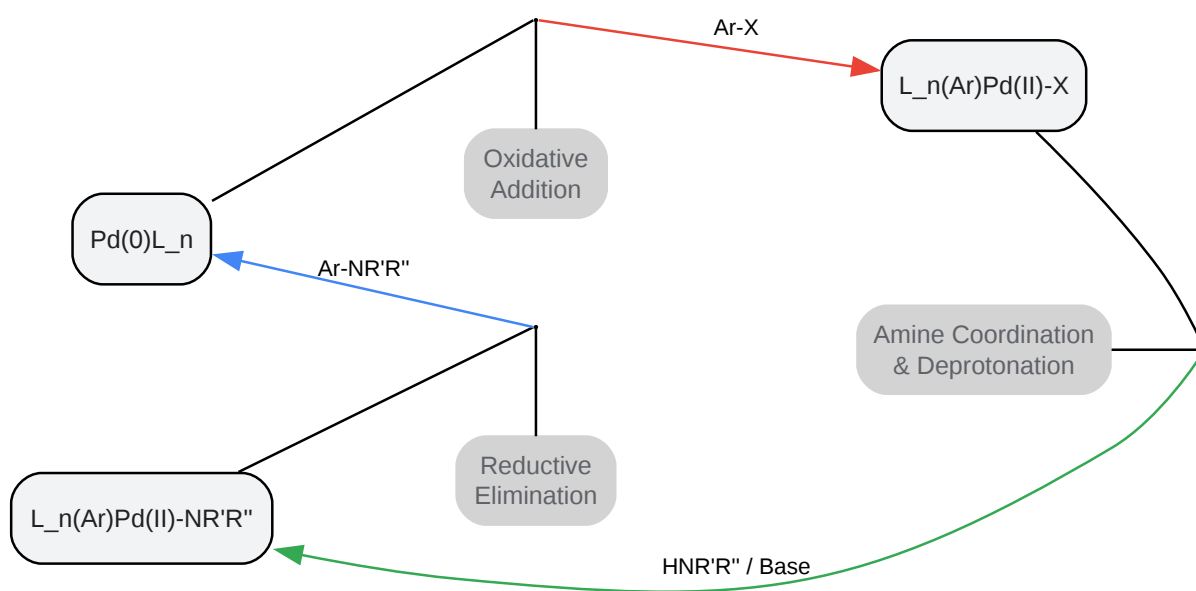 Ar-X
L_n(Ar)Pd(II)-X
Oxidative
Addition
Pd(0)L_n
Ar-NR'R"
Amine Coordination
& Deprotonation
Reductive
Elimination
L_n(Ar)Pd(II)-NR'R"
HNR'R" / Base